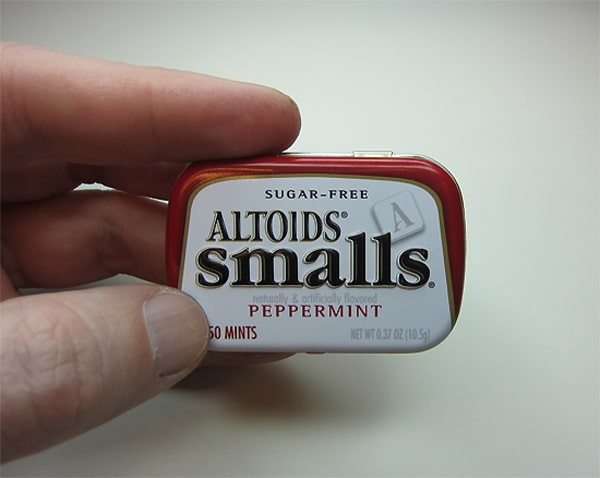 SUGAR-FREE
A
ALTOIDS®
smalls®
naturally & artificially flavored
PEPPERMINT
50 MINTS NET WT 0.37 OZ (10.5g)